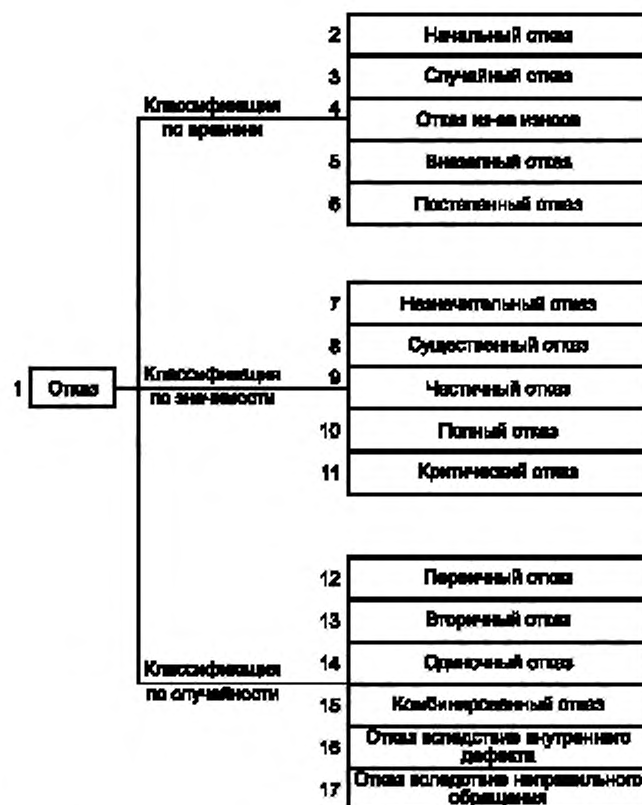 2 Начальный отказ
3 Случайный отказ
Классификация
по времени
4 Отказ из-за износа
5 Внезапный отказ
6 Постепенный отказ
7 Незначительный отказ
8 Существенный отказ
1 Отказ
Классификация
по значимости
9 Частичный отказ
10 Полный отказ
11 Критический отказ
12 Первичный отказ
13 Вторичный отказ
14 Одиночный отказ
Классификация
по случайности
15 Комбинированный отказ
16 Отказ вследствие внутреннего
дефекта
17 Отказ вследствие неправильного
обращения